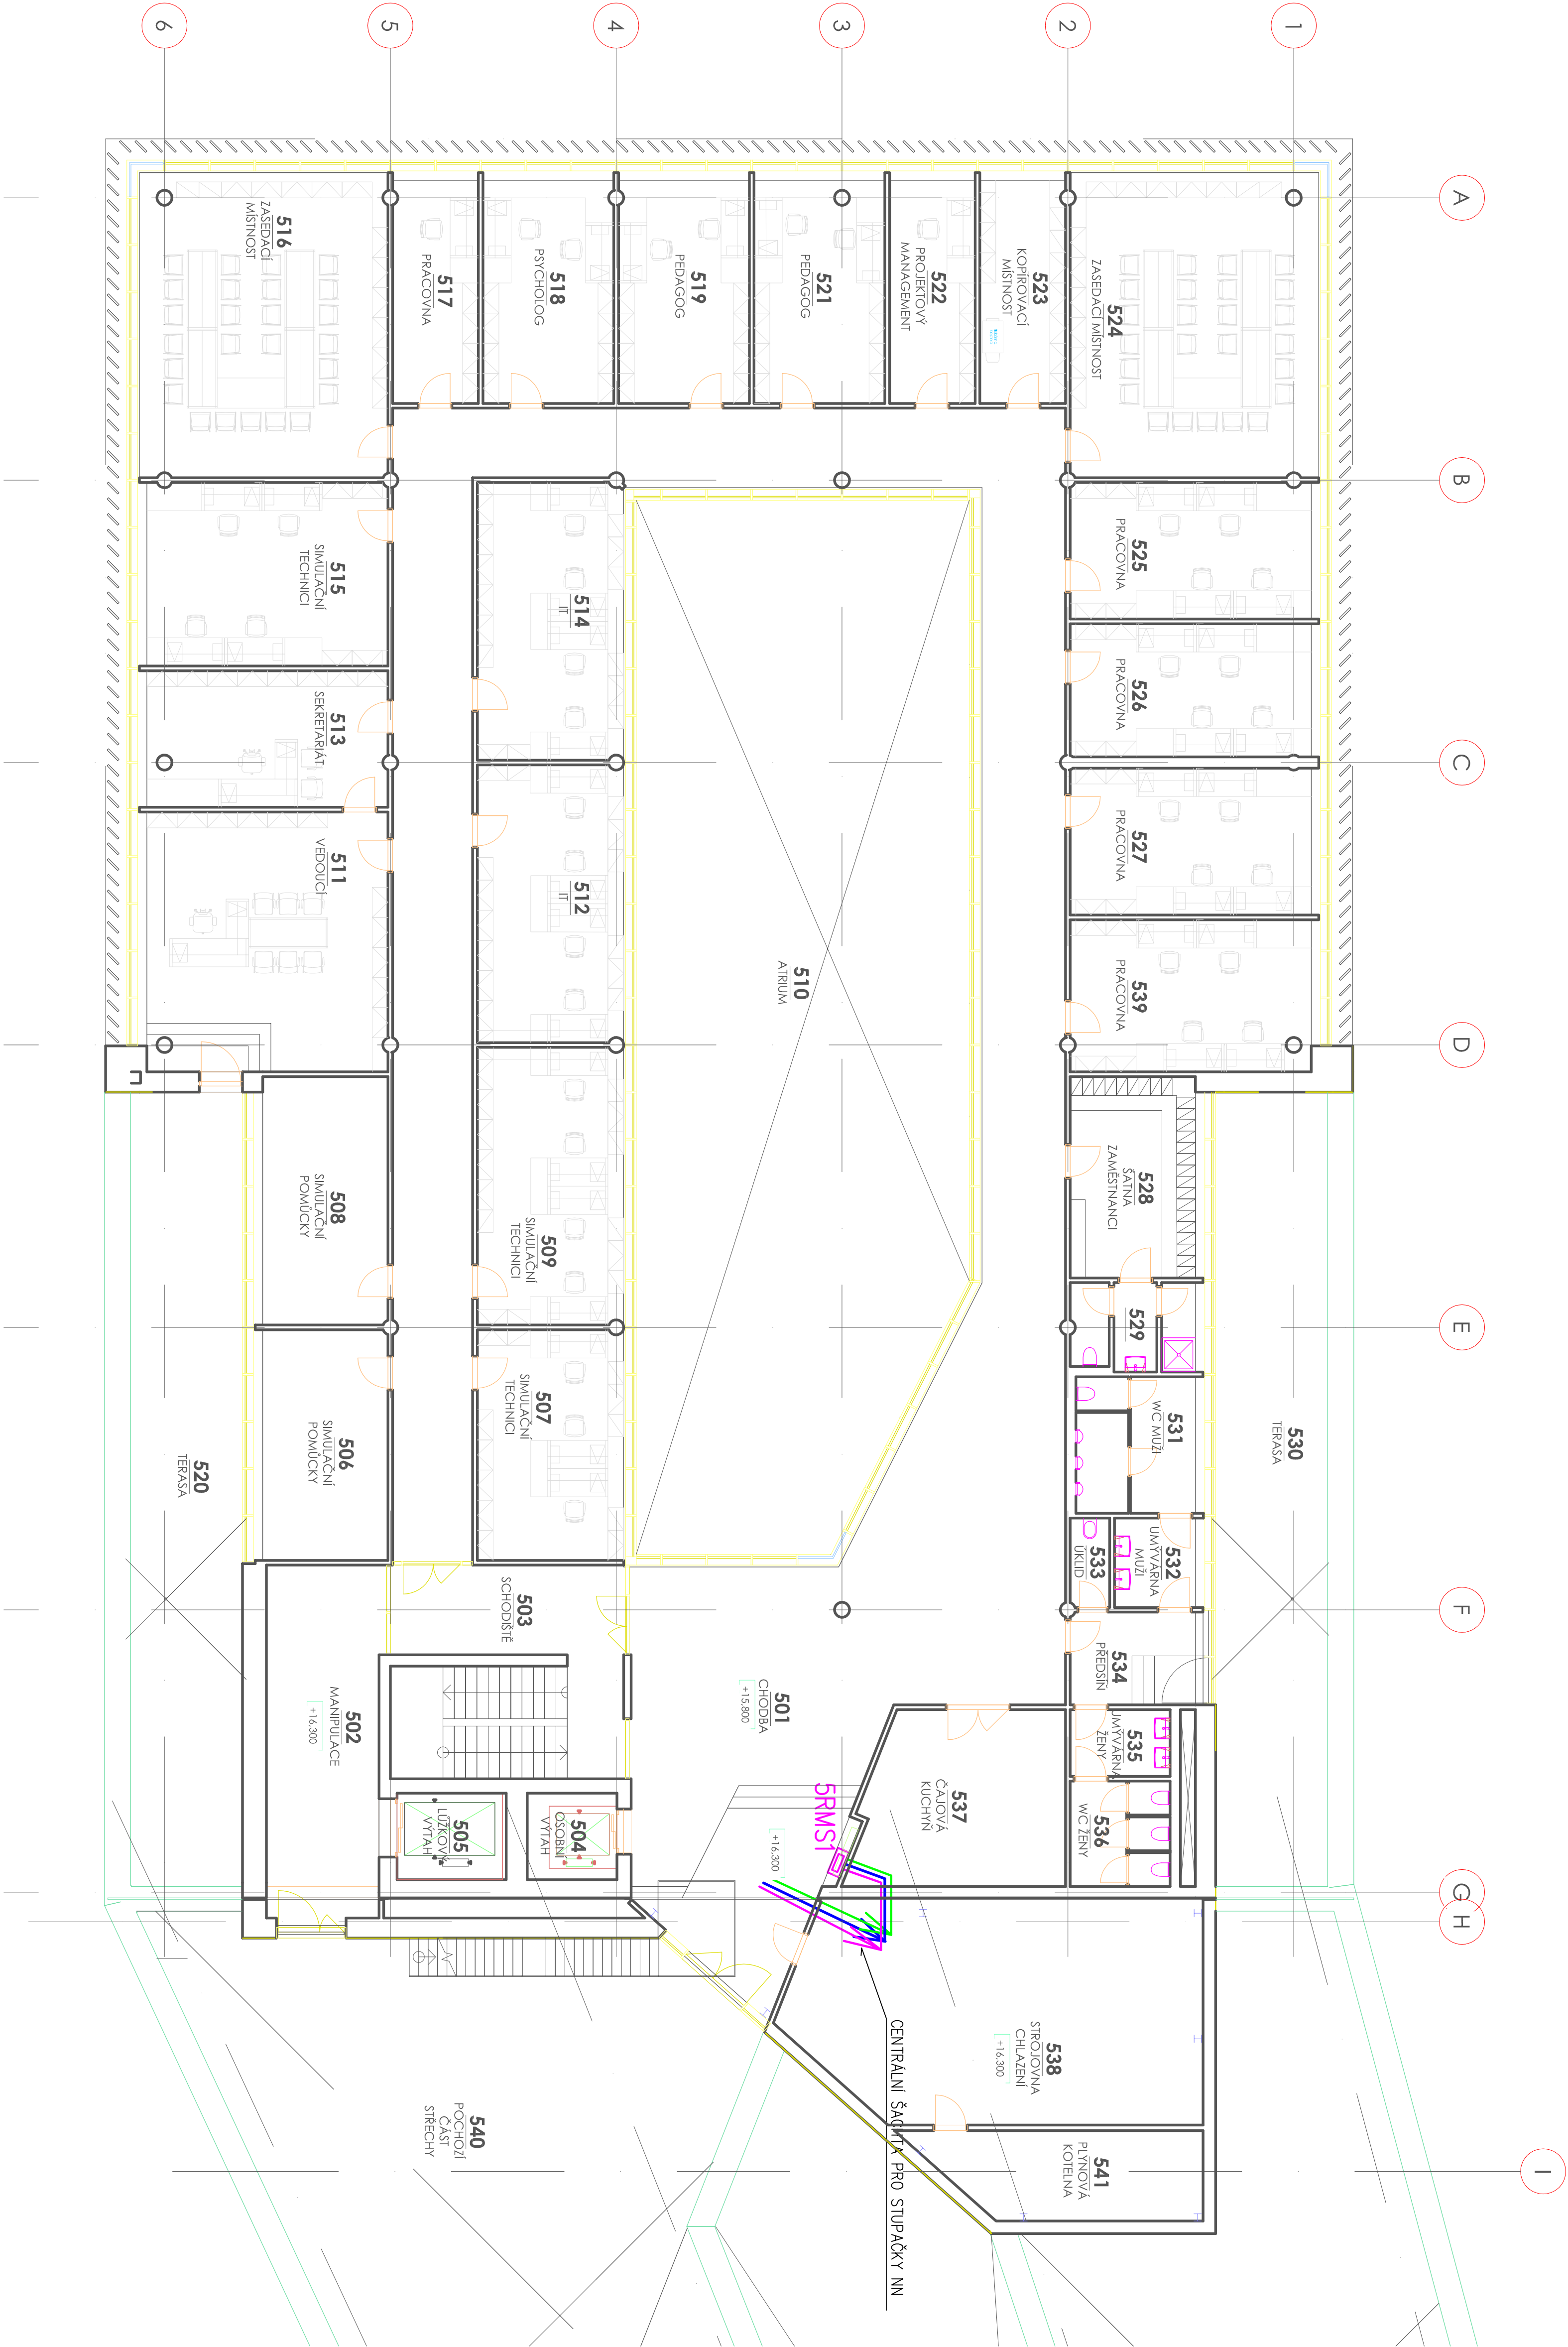 6
5
4
3
2
1
A
B
C
D
E
F
G
H
I
516
ZASEDACÍ
MÍSTNOST
517
PRACOVNA
518
PSYCHOLOG
519
PEDAGOG
521
PEDAGOG
522
PROJEKTOVÝ
MANAGEMENT
523
KOPÍROVACÍ
MÍSTNOST
524
ZASEDACÍ MÍSTNOST
515
SIMULAČNÍ
TECHNICI
514
IT
525
PRACOVNA
513
SEKRETARIÁT
526
PRACOVNA
511
VEDOUCÍ
512
IT
510
ATRIUM
527
PRACOVNA
539
PRACOVNA
508
SIMULAČNÍ
POMŮCKY
509
SIMULAČNÍ
TECHNICI
528
ŠATNA
ZAMĚSTNANCI
529
506
SIMULAČNÍ
POMŮCKY
507
SIMULAČNÍ
TECHNICI
531
WC MUŽI
530
TERASA
520
TERASA
532
UMÝVÁRNA
MUŽI
533
ÚKLID
503
SCHODIŠTĚ
534
PŘEDSÍŇ
502
MANIPULACE
+16.300
501
CHODBA
+15.800
535
UMÝVÁRNA
ŽENY
536
WC ŽENY
537
ČAJOVÁ
KUCHYŇ
505
LŮŽKOVÝ
VÝTAH
504
OSOBNÍ
VÝTAH
5RMS1
+16.300
538
STROJOVNA
CHLAZENÍ
+16.300
CENTRÁLNÍ ŠACHTA PRO STUPAČKY NN
540
POCHOZÍ
ČÁST
STŘECHY
541
PLYNOVÁ
KOTELNA